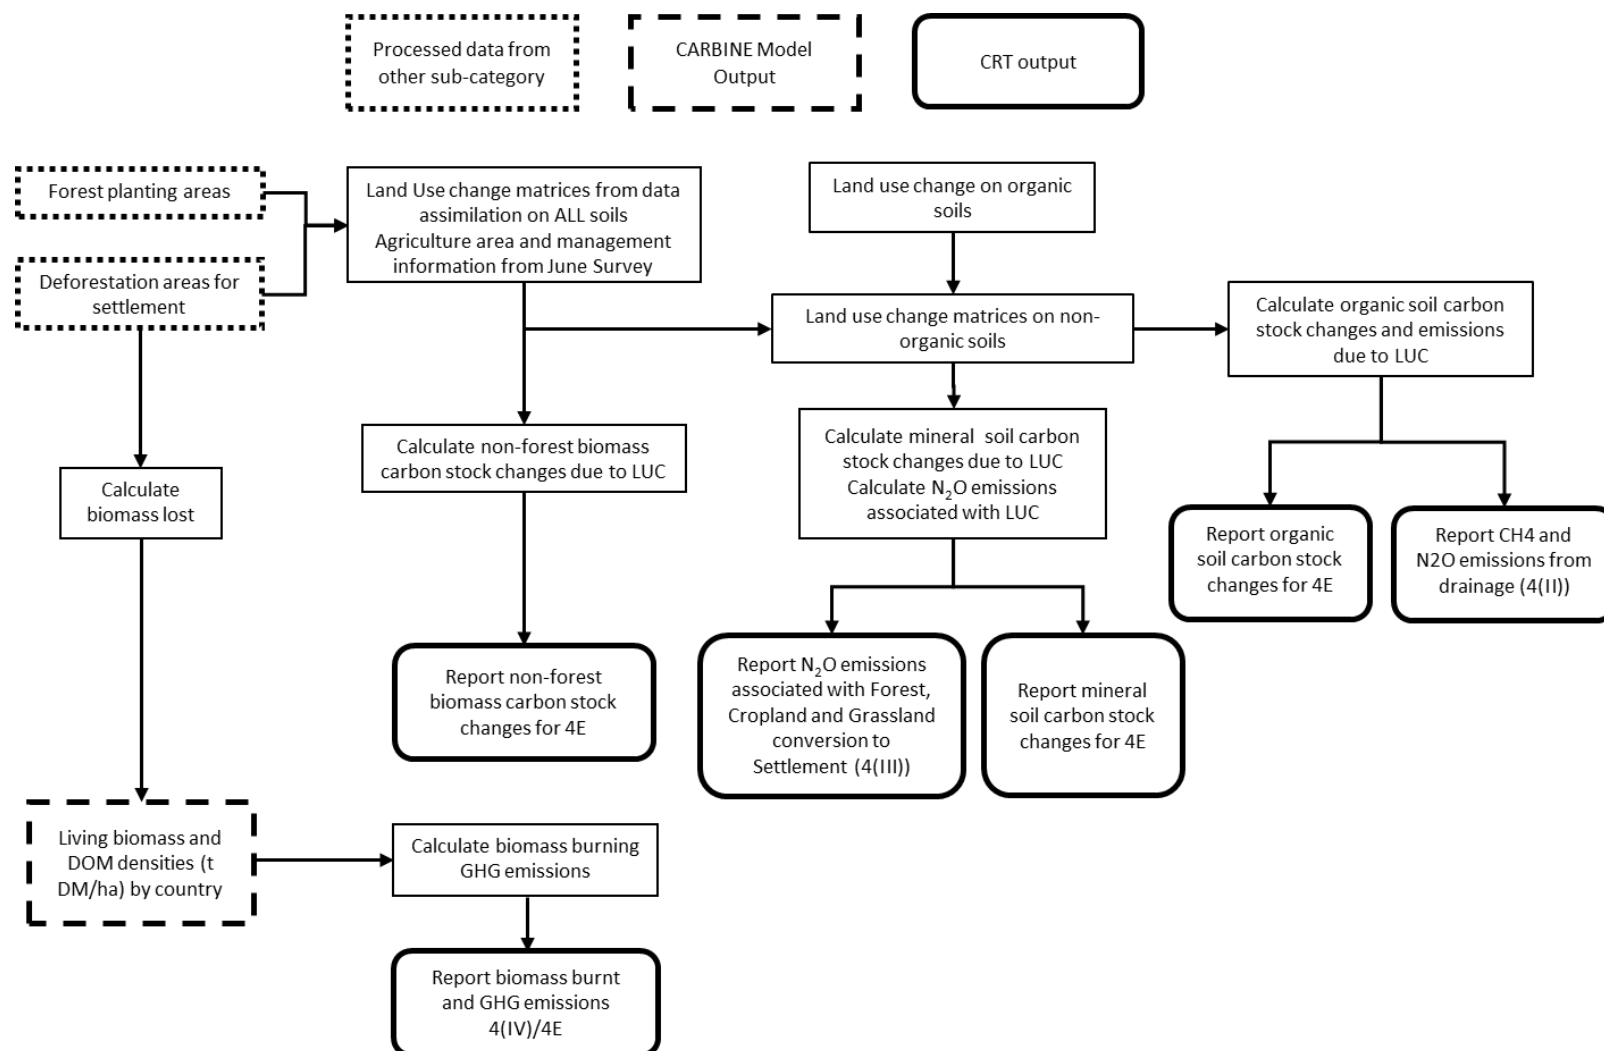 Processed data from
other sub-category
CARBINE Model
Output
CRT output
Forest planting areas
Deforestation areas for
settlement
Land Use change matrices from data
assimilation on ALL soils
Agriculture area and management
information from June Survey
Land use change on organic
soils
Land use change matrices on non-
organic soils
Calculate organic soil carbon
stock changes and emissions
due to LUC
Calculate non-forest biomass
carbon stock changes due to LUC
Calculate mineral soil carbon
stock changes due to LUC
Calculate N₂O emissions
associated with LUC
Calculate
biomass lost
Report organic
soil carbon stock
changes for 4E
Report CH4 and
N2O emissions from
drainage (4(II))
Report non-forest
biomass carbon stock
changes for 4E
Report N₂O emissions
associated with Forest,
Cropland and Grassland
conversion to
Settlement (4(III))
Report mineral
soil carbon stock
changes for 4E
Living biomass and
DOM densities (t
DM/ha) by country
Calculate biomass burning
GHG emissions
Report biomass burnt
and GHG emissions
4(IV)/4E